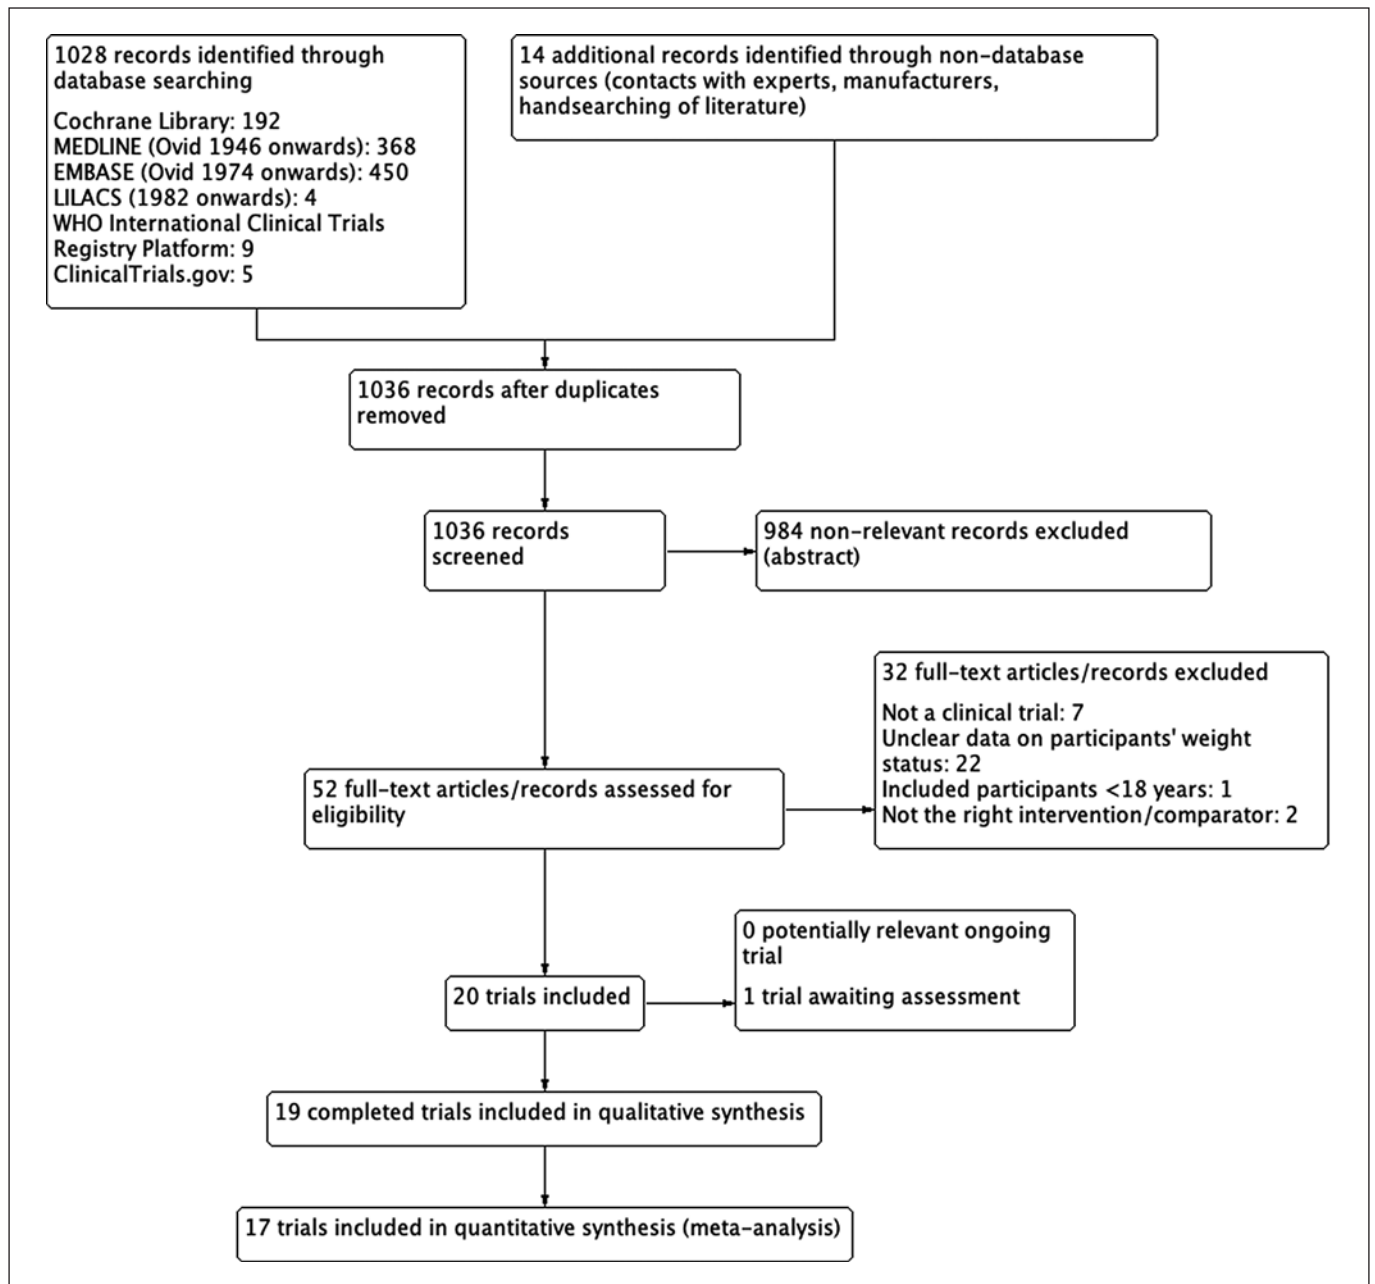 1028 records identified through
database searching
Cochrane Library: 192
MEDLINE (Ovid 1946 onwards): 368
EMBASE (Ovid 1974 onwards): 450
LILACS (1982 onwards): 4
WHO International Clinical Trials
Registry Platform: 9
ClinicalTrials.gov: 5
14 additional records identified through non-database
sources (contacts with experts, manufacturers,
handsearching of literature)
1036 records after duplicates
removed
1036 records
screened
984 non-relevant records excluded
(abstract)
52 full-text articles/records assessed for
eligibility
32 full-text articles/records excluded
Not a clinical trial: 7
Unclear data on participants' weight
status: 22
Included participants <18 years: 1
Not the right intervention/comparator: 2
20 trials included
0 potentially relevant ongoing
trial
1 trial awaiting assessment
19 completed trials included in qualitative synthesis
17 trials included in quantitative synthesis (meta-analysis)